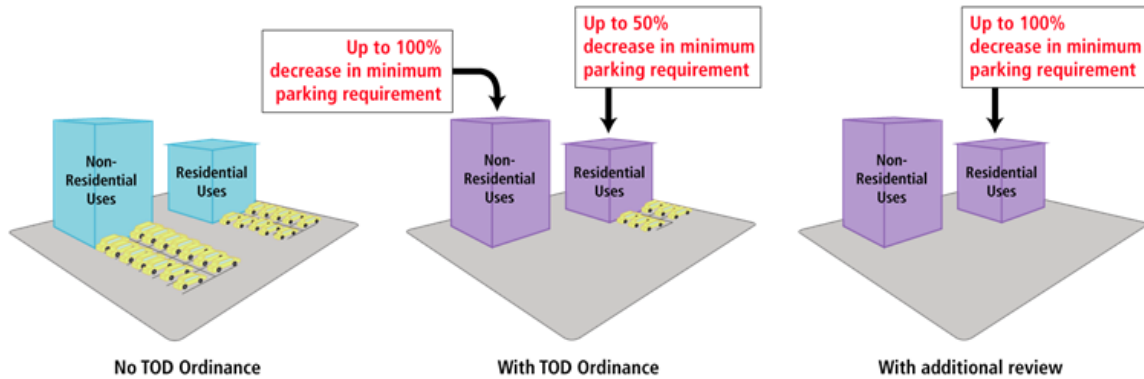 Up to 100%
decrease in minimum
parking requirement
Up to 50%
decrease in minimum
parking requirement
Up to 100%
decrease in minimum
parking requirement
Non-
Residential
Uses
Residential
Uses
Non-
Residential
Uses
Residential
Uses
Non-
Residential
Uses
Residential
Uses
No TOD Ordinance
With TOD Ordinance
With additional review